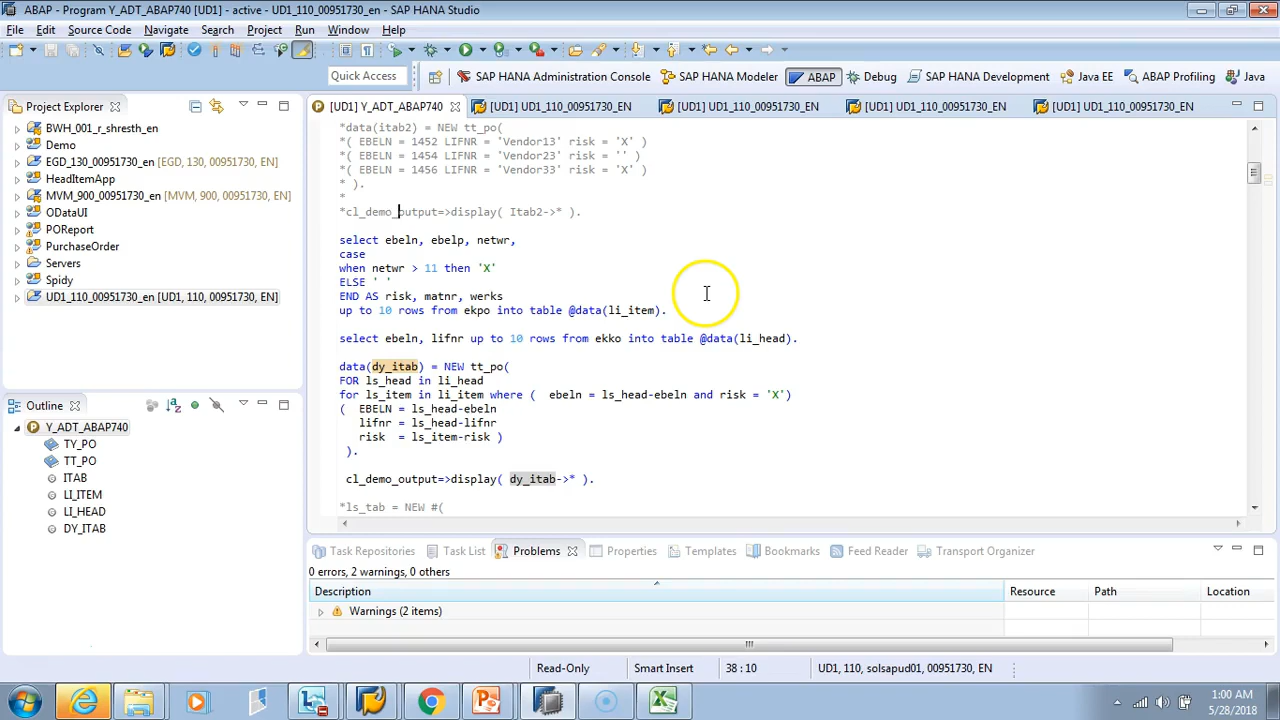 ABAP - Program Y_ADT_ABAP740 [UD1] - active - UD1_110_00951730_en - SAP HANA Studio
File Edit Source Code Navigate Search Project Run Window Help
Quick Access SAP HANA Administration Console SAP HANA Modeler ABAP Debug SAP HANA Development Java EE ABAP Profiling Java
Project Explorer
BWH_001_r_shresth_en
Demo
EGD_130_00951730_en [EGD, 130, 00951730, EN]
HeadItemApp
MVM_900_00951730_en [MVM, 900, 00951730, EN]
ODataUI
POReport
PurchaseOrder
Servers
Spidy
UD1_110_00951730_en [UD1, 110, 00951730, EN]
Outline
Y_ADT_ABAP740
TY_PO
TT_PO
ITAB
LI_ITEM
LI_HEAD
DY_ITAB
[UD1] Y_ADT_ABAP740 [UD1] UD1_110_00951730_EN [UD1] UD1_110_00951730_EN [UD1] UD1_110_00951730_EN [UD1] UD1_110_00951730_EN
*data(itab2) = NEW tt_po(
*( EBELN = 1452 LIFNR = 'Vendor13' risk = 'X' )
*( EBELN = 1454 LIFNR = 'Vendor23' risk = '' )
*( EBELN = 1456 LIFNR = 'Vendor33' risk = 'X' )
* ).
*
*cl_demo_output=>display( Itab2->* ).
select ebeln, ebelp, netwr,
case
when netwr > 11 then 'X'
ELSE ' '
END AS risk, matnr, werks
up to 10 rows from ekpo into table @data(li_item).
select ebeln, lifnr up to 10 rows from ekko into table @data(li_head).
data(dy_itab) = NEW tt_po(
FOR ls_head in li_head
for ls_item in li_item where ( ebeln = ls_head-ebeln and risk = 'X')
( EBELN = ls_head-ebeln
lifnr = ls_head-lifnr
risk = ls_item-risk )
).
cl_demo_output=>display( dy_itab->* ).
*ls_tab = NEW #(
Task Repositories Task List Problems Properties Templates Bookmarks Feed Reader Transport Organizer
0 errors, 2 warnings, 0 others
Description Resource Path Location
Warnings (2 items)
Read-Only Smart Insert 38 : 10 UD1, 110, solsapud01, 00951730, EN
1:00 AM
5/28/2018